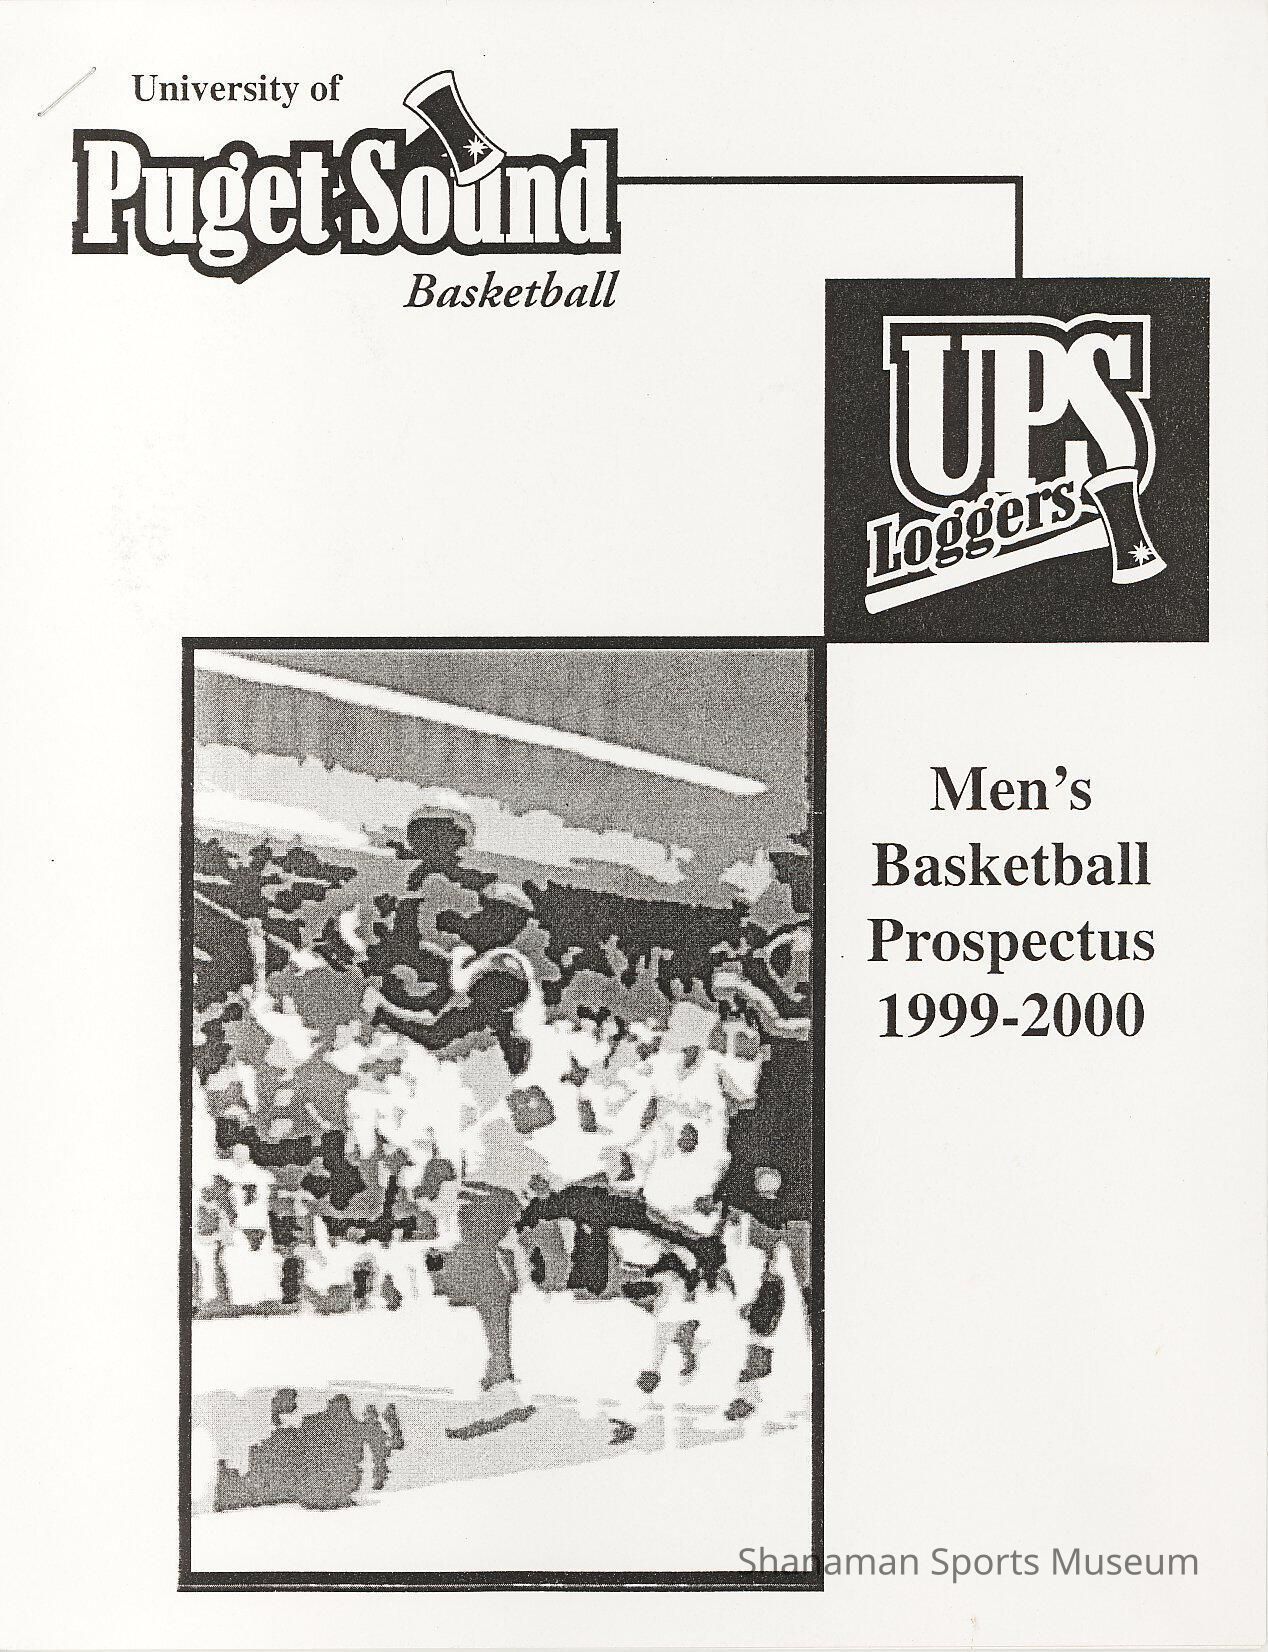 University of
Puget Sound
Basketball
UPS
Loggers
Men's
Basketball
Prospectus
1999-2000
Shanaman Sports Museum